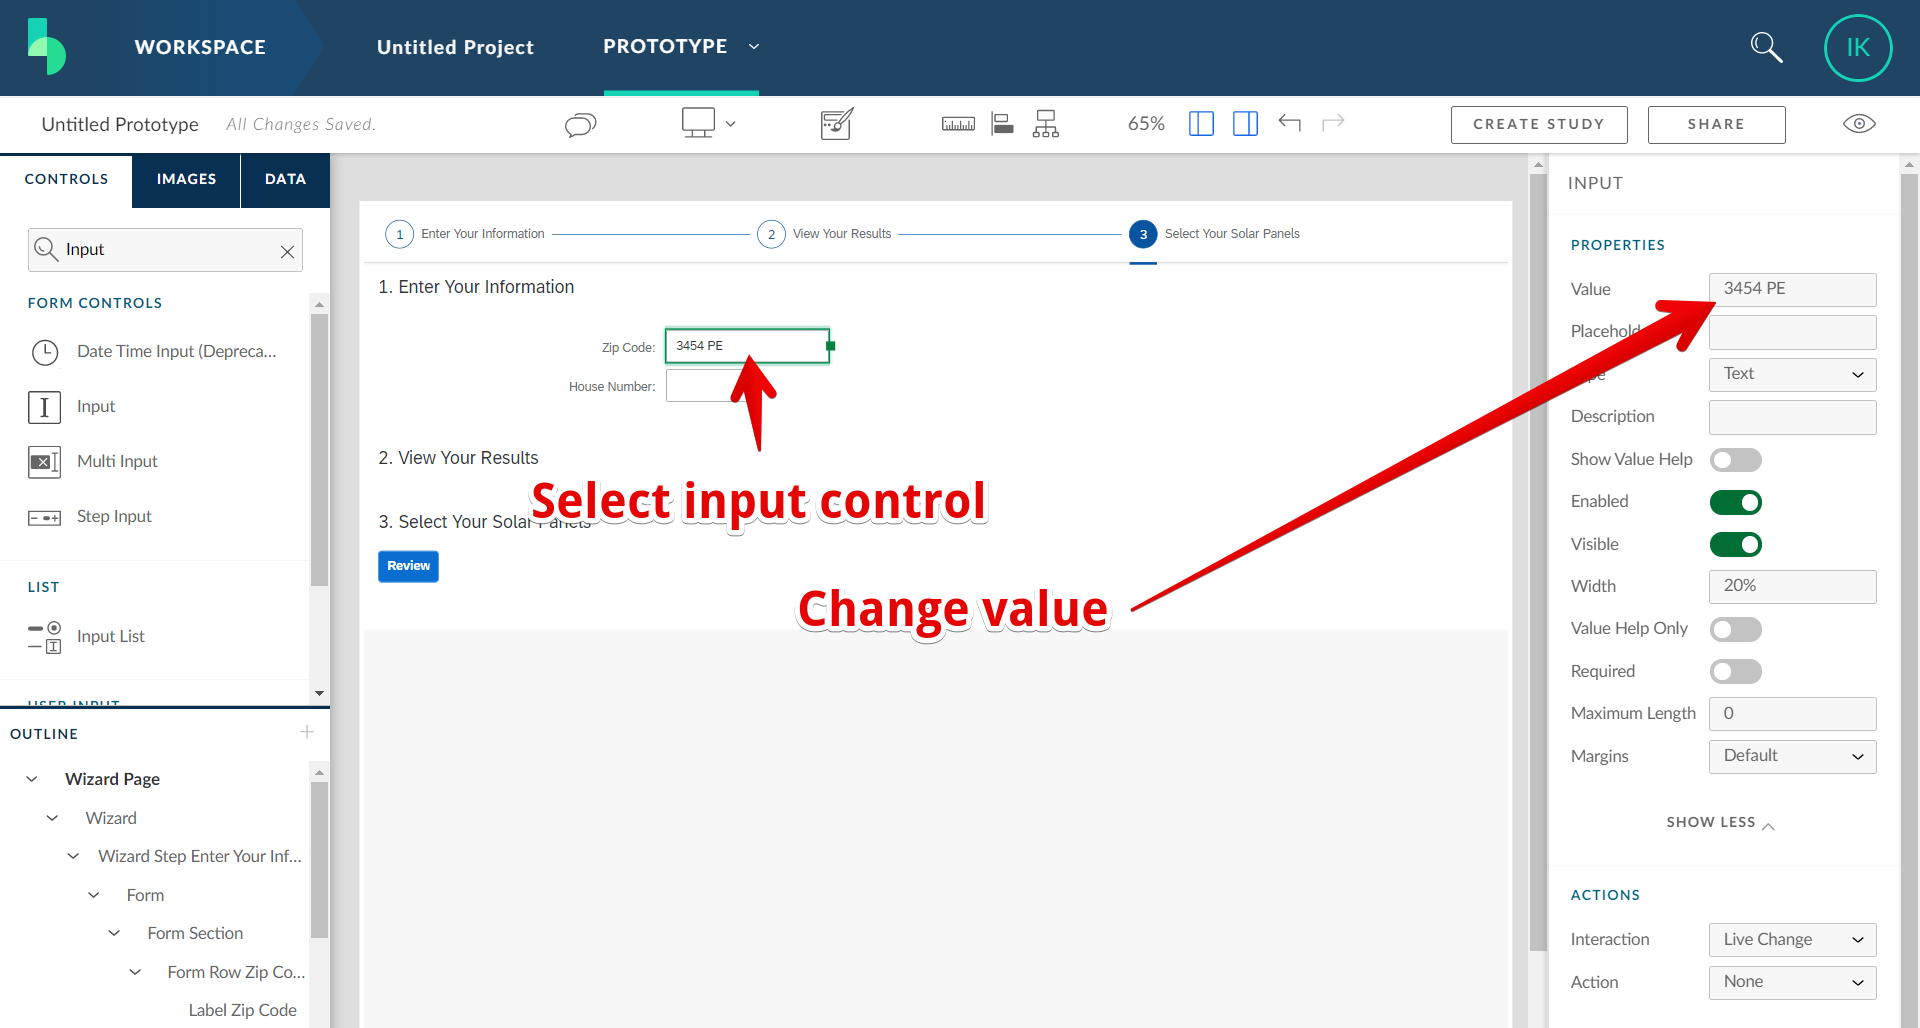 WORKSPACE
Untitled Project
PROTOTYPE
IK
Untitled Prototype
All Changes Saved.
65%
CREATE STUDY
SHARE
CONTROLS
IMAGES
DATA
Input
FORM CONTROLS
Date Time Input (Depreca...
Input
Multi Input
Step Input
LIST
Input List
USER INPUT
OUTLINE
Wizard Page
Wizard
Wizard Step Enter Your Inf...
Form
Form Section
Form Row Zip Co...
Label Zip Code
1 Enter Your Information
2 View Your Results
3 Select Your Solar Panels
1. Enter Your Information
Zip Code: 3454 PE
House Number:
2. View Your Results
Select input control
3. Select Your Solar Panels
Review
Change value
INPUT
PROPERTIES
Value 3454 PE
Type Text
Description
Show Value Help
Enabled
Visible
Width 20%
Value Help Only
Required
Maximum Length 0
Margins Default
SHOW LESS
ACTIONS
Interaction Live Change
Action None